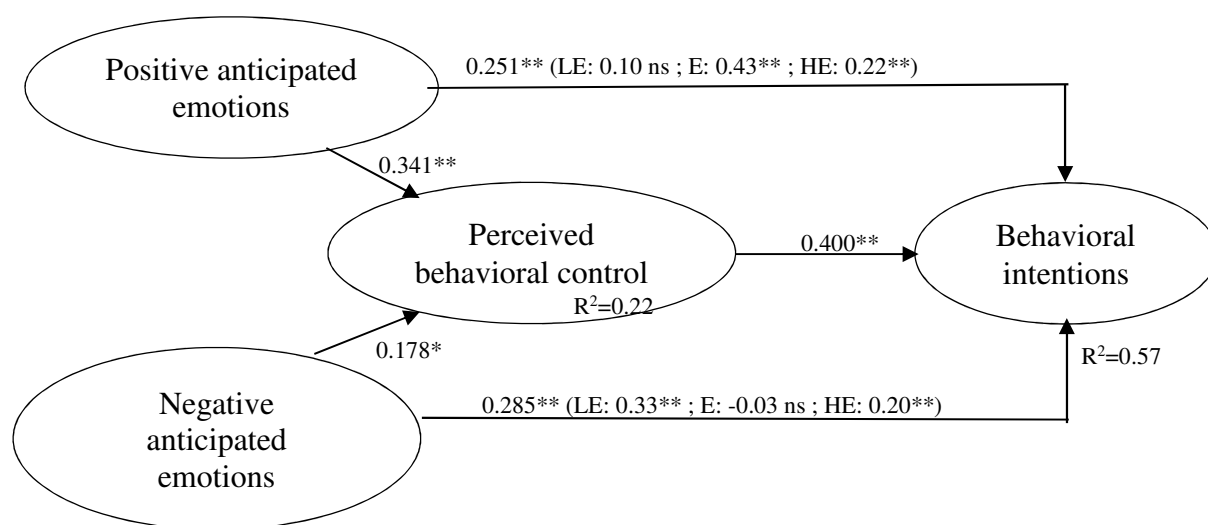 Positive anticipated
emotions
0.251** (LE: 0.10 ns ; E: 0.43** ; HE: 0.22**)
0.341**
Perceived
behavioral control
R²=0.22
0.400**
Behavioral
intentions
0.178*
R²=0.57
Negative
anticipated
emotions
0.285** (LE: 0.33** ; E: -0.03 ns ; HE: 0.20**)